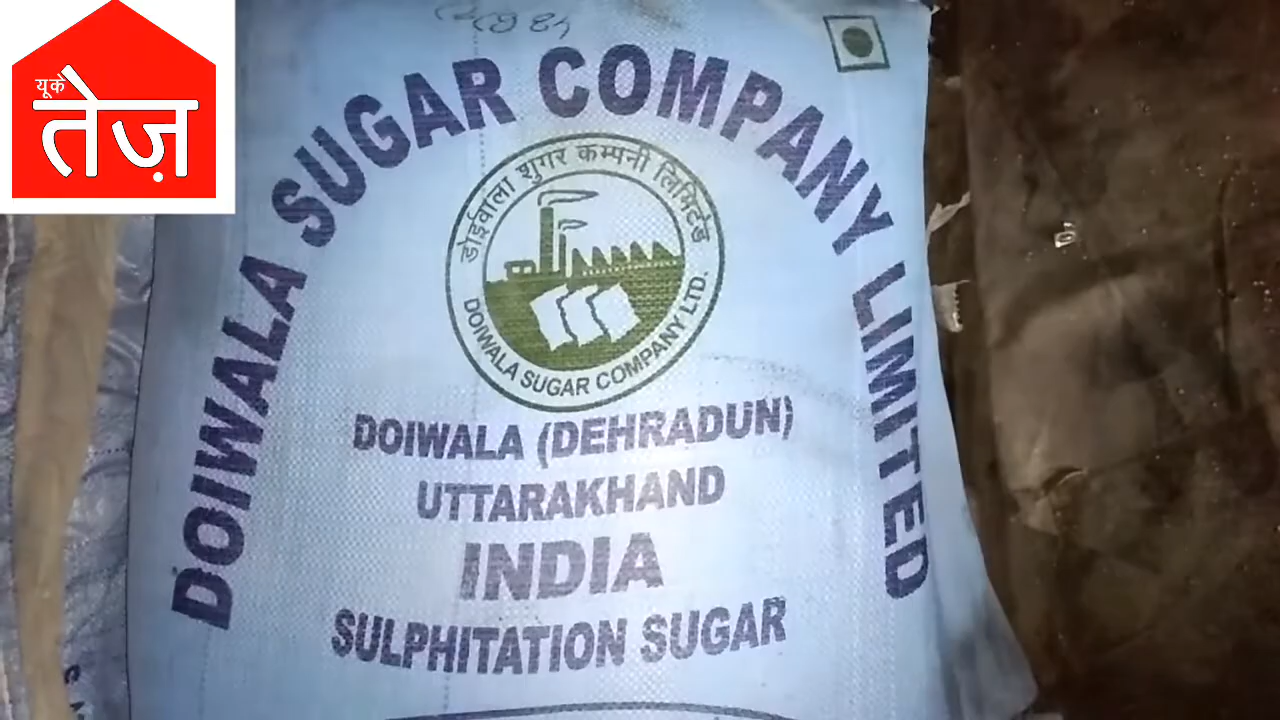 यूके
तेज़
DOIWALA SUGAR COMPANY LIMITED
डोईवाला शुगर कम्पनी लिमिटेड
DOIWALA SUGAR COMPANY LTD.
DOIWALA (DEHRADUN)
UTTARAKHAND
INDIA
SULPHITATION SUGAR